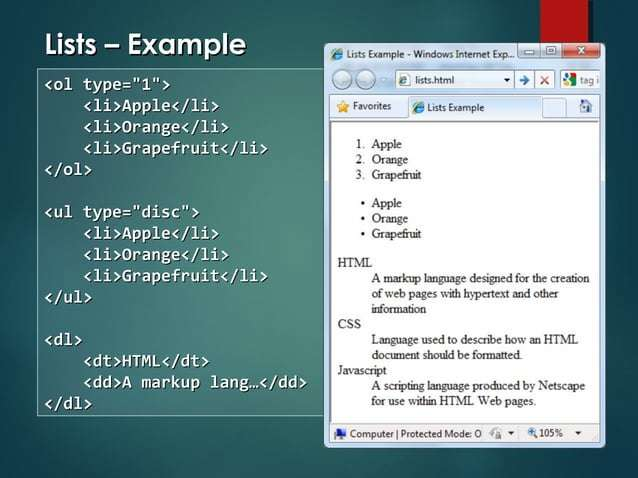 Lists – Example
<ol type="1">
<li>Apple</li>
<li>Orange</li>
<li>Grapefruit</li>
</ol>
<ul type="disc">
<li>Apple</li>
<li>Orange</li>
<li>Grapefruit</li>
</ul>
<dl>
<dt>HTML</dt>
<dd>A markup lang…</dd>
</dl>
Lists Example - Windows Internet Exp...
lists.html
tag i
Favorites
Lists Example
1. Apple
2. Orange
3. Grapefruit
• Apple
• Orange
• Grapefruit
HTML
A markup language designed for the creation
of web pages with hypertext and other
information
CSS
Language used to describe how an HTML
document should be formatted.
Javascript
A scripting language produced by Netscape
for use within HTML Web pages.
Computer | Protected Mode: O
105%